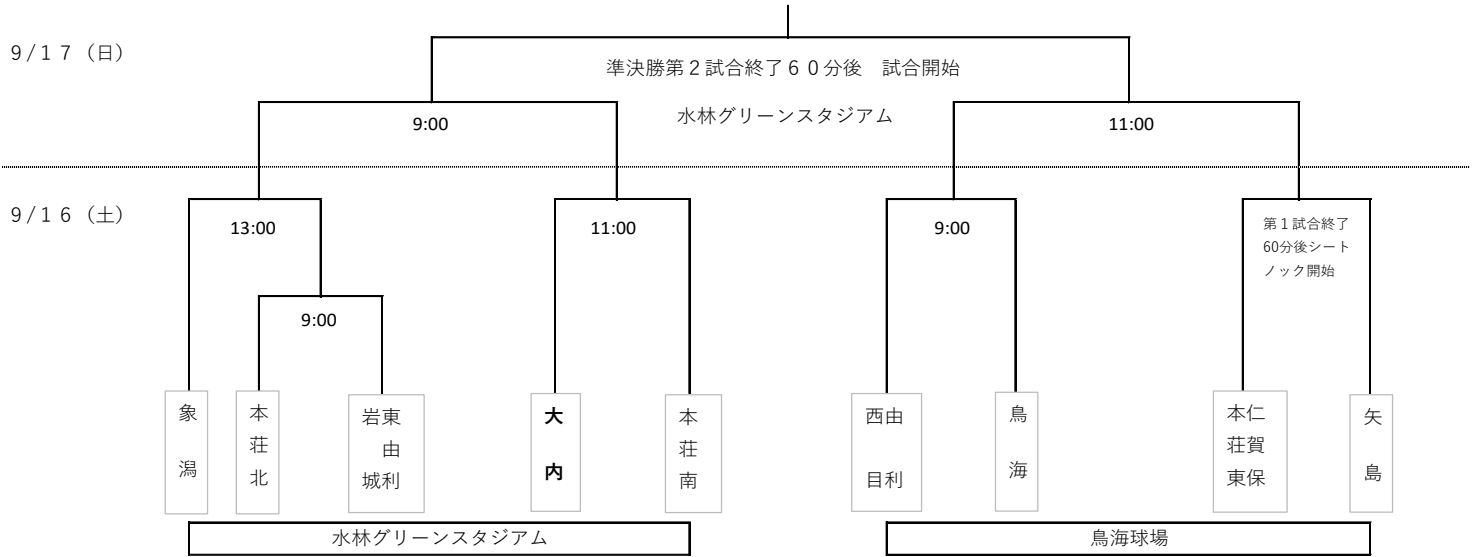 9/17（日）
準決勝第２試合終了６０分後　試合開始
水林グリーンスタジアム
9:00
11:00
9/16（土）
13:00
11:00
9:00
第１試合終了
60分後シート
ノック開始
9:00
象潟
本荘北
東由利
岩城
大内
本荘南
由利
西目
鳥海
仁賀保
本荘東
矢島
水林グリーンスタジアム
鳥海球場